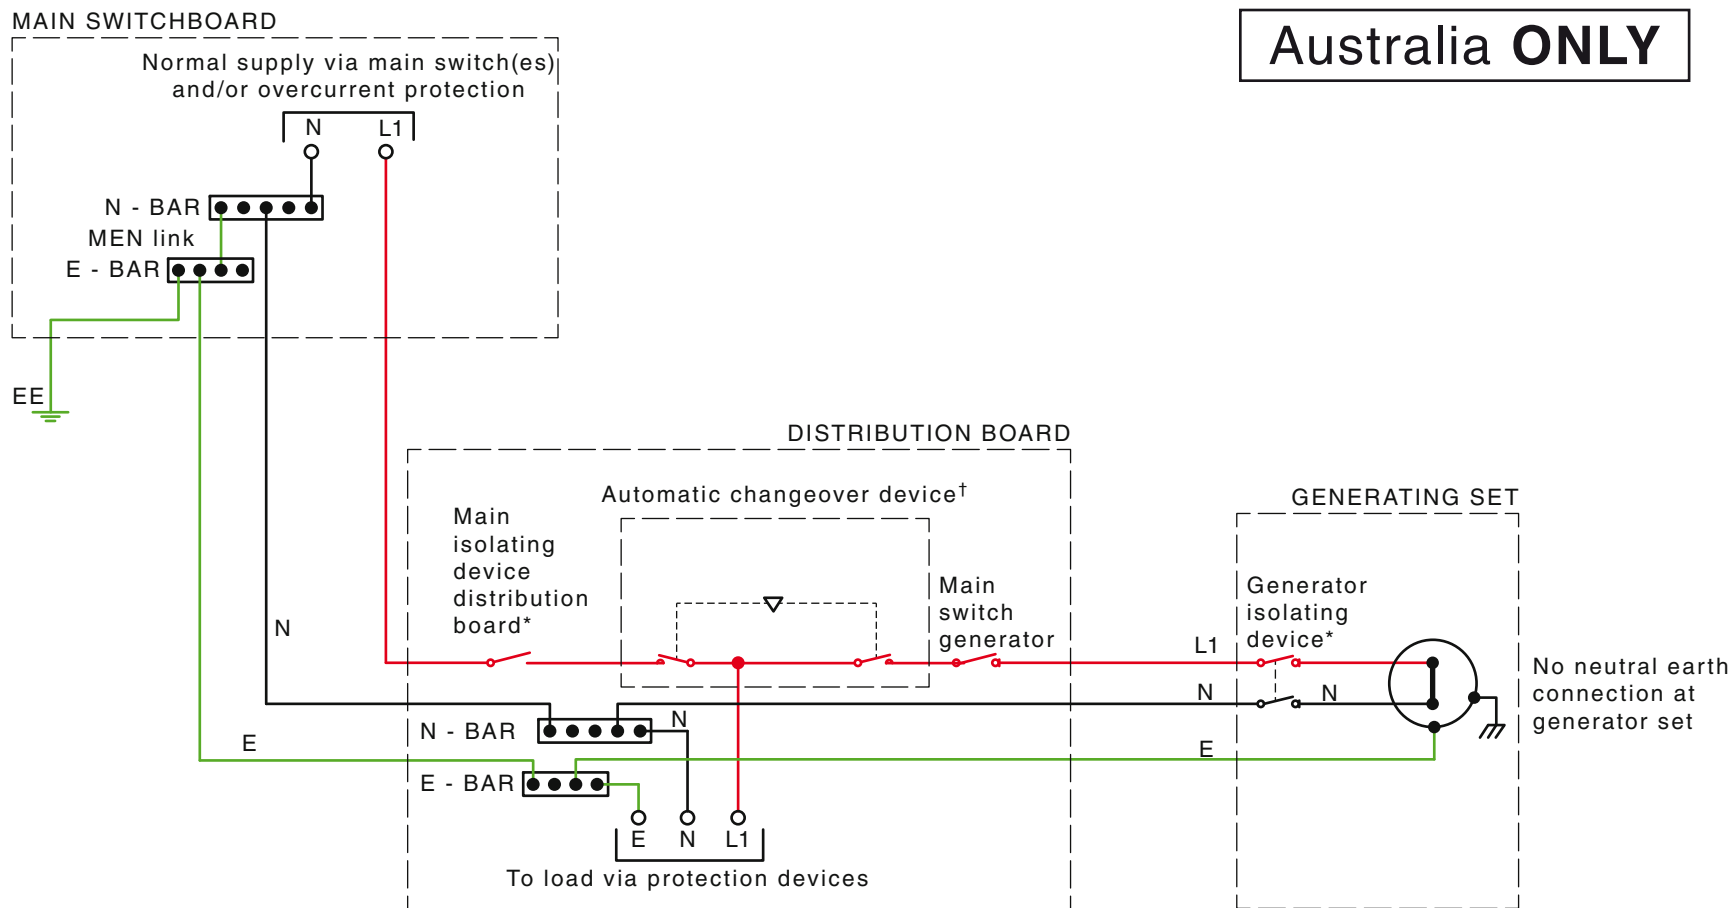 MAIN SWITCHBOARD
Australia ONLY
Normal supply via main switch(es)
and/or overcurrent protection
N
L1
N - BAR
MEN link
E - BAR
EE
DISTRIBUTION BOARD
Automatic changeover device†
GENERATING SET
Main
isolating
device
distribution
board*
Main
switch
generator
Generator
isolating
device*
N
L1
N
N
No neutral earth
connection at
generator set
N - BAR
N
E
E
E - BAR
E
N
L1
To load via protection devices